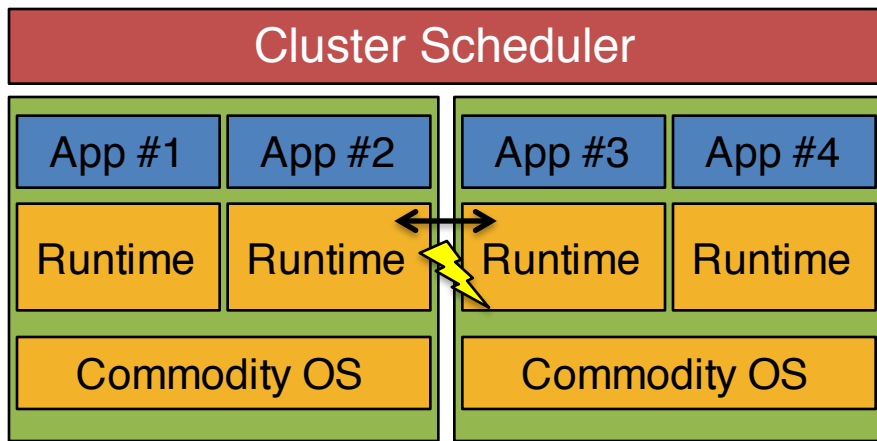 Cluster Scheduler
App #1 App #2 App #3 App #4
Runtime Runtime Runtime Runtime
Commodity OS Commodity OS